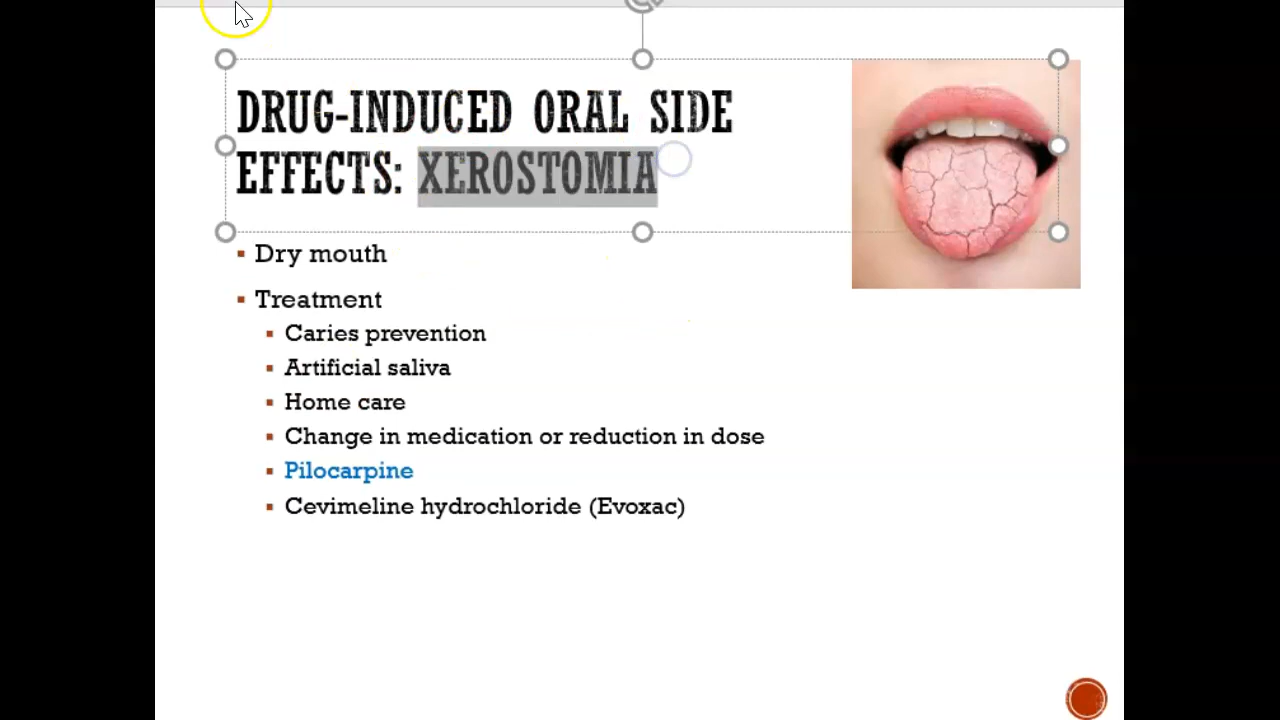 DRUG-INDUCED ORAL SIDE
EFFECTS: XEROSTOMIA
▪ Dry mouth
▪ Treatment
▪ Caries prevention
▪ Artificial saliva
▪ Home care
▪ Change in medication or reduction in dose
▪ Pilocarpine
▪ Cevimeline hydrochloride (Evoxac)